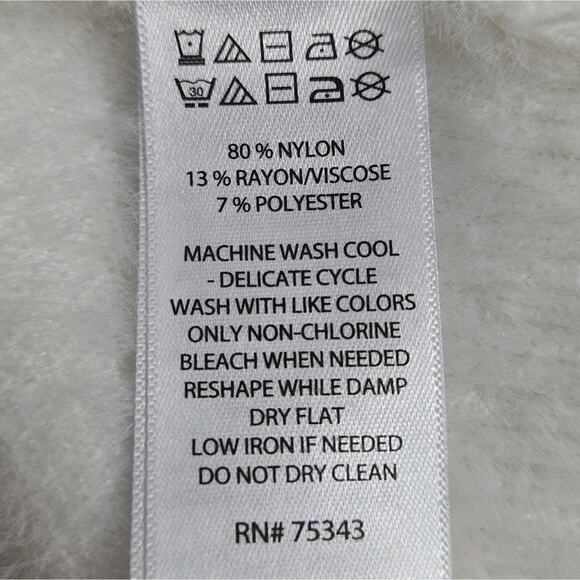 30
80 % NYLON
13 % RAYON/VISCOSE
7 % POLYESTER
MACHINE WASH COOL
- DELICATE CYCLE
WASH WITH LIKE COLORS
ONLY NON-CHLORINE
BLEACH WHEN NEEDED
RESHAPE WHILE DAMP
DRY FLAT
LOW IRON IF NEEDED
DO NOT DRY CLEAN
RN# 75343